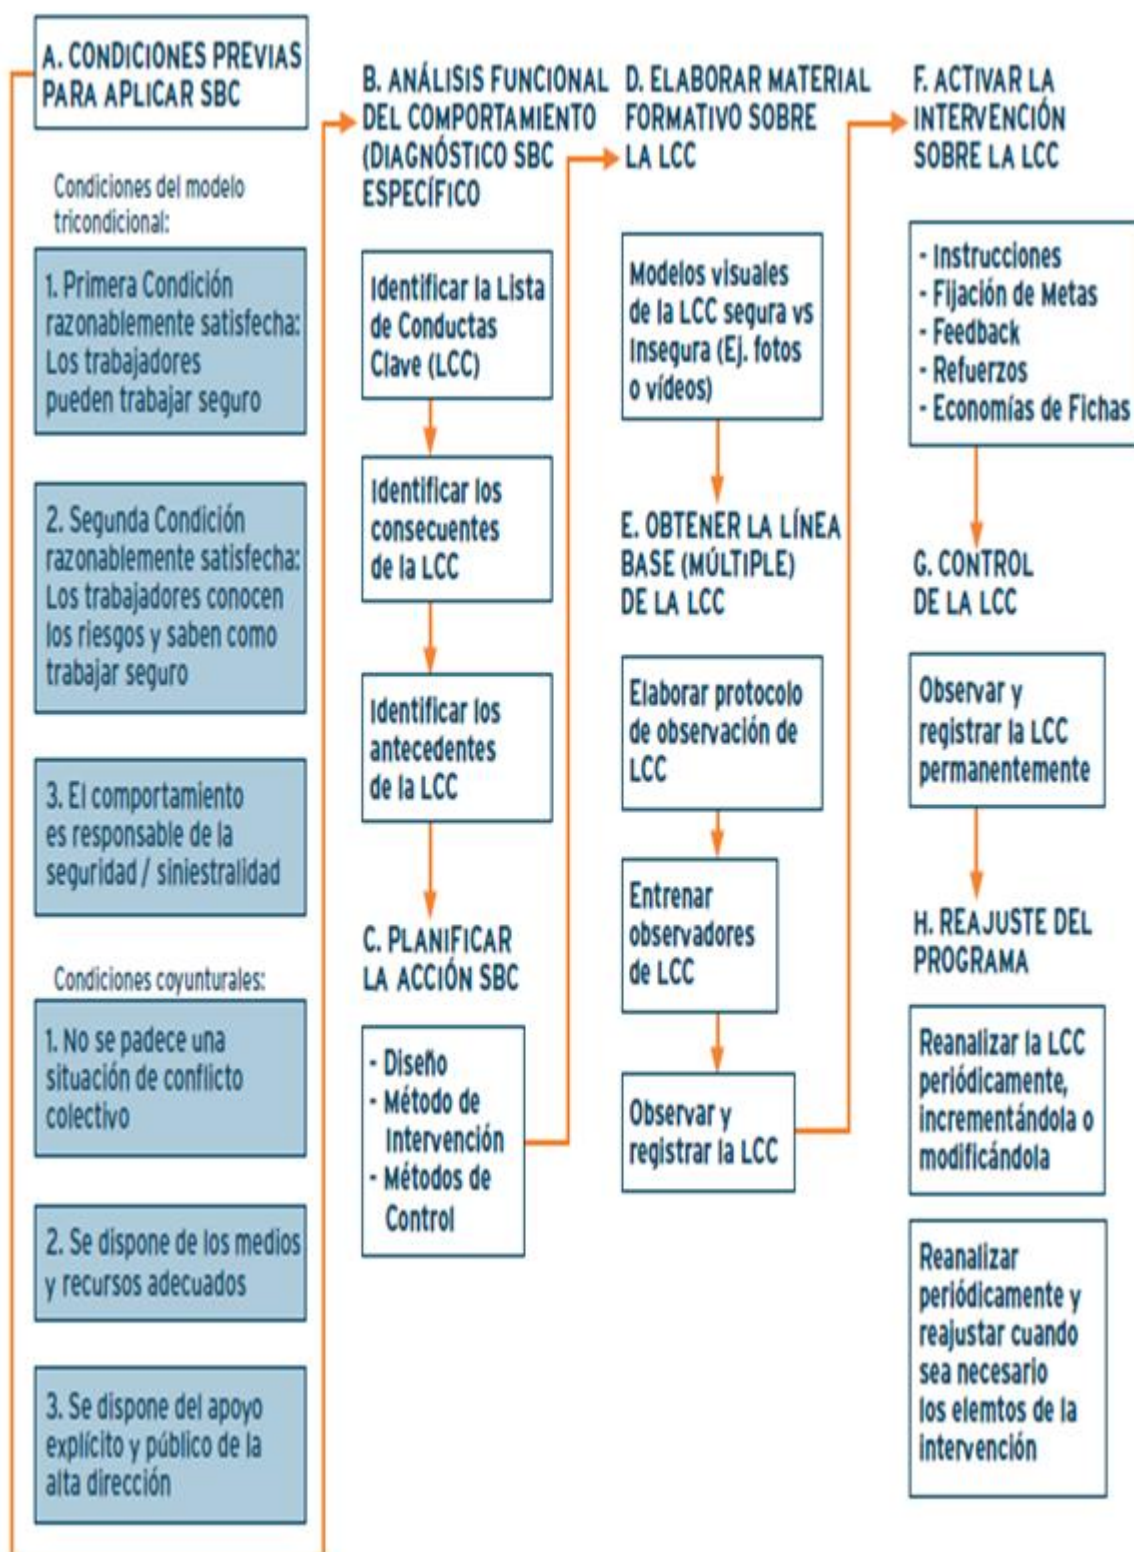 A. CONDICIONES PREVIAS
PARA APLICAR SBC
Condiciones del modelo
tricondicional:
1. Primera Condición
razonablemente satisfecha:
Los trabajadores
pueden trabajar seguro
2. Segunda Condición
razonablemente satisfecha:
Los trabajadores conocen
los riesgos y saben como
trabajar seguro
3. El comportamiento
es responsable de la
seguridad / siniestralidad
Condiciones coyunturales:
1. No se padece una
situación de conflicto
colectivo
2. Se dispone de los medios
y recursos adecuados
3. Se dispone del apoyo
explícito y público de la
alta dirección
B. ANÁLISIS FUNCIONAL
DEL COMPORTAMIENTO
(DIAGNÓSTICO SBC
ESPECÍFICO
Identificar la Lista
de Conductas
Clave (LCC)
Identificar los
consecuentes
de la LCC
Identificar los
antecedentes
de la LCC
C. PLANIFICAR
LA ACCIÓN SBC
- Diseño
- Método de
Intervención
- Métodos de
Control
D. ELABORAR MATERIAL
FORMATIVO SOBRE
LA LCC
Modelos visuales
de la LCC segura vs
Insegura (Ej. fotos
o vídeos)
E. OBTENER LA LÍNEA
BASE (MÚLTIPLE)
DE LA LCC
Elaborar protocolo
de observación de
LCC
Entrenar
observadores
de LCC
Observar y
registrar la LCC
F. ACTIVAR LA
INTERVENCIÓN
SOBRE LA LCC
- Instrucciones
- Fijación de Metas
- Feedback
- Refuerzos
- Economías de Fichas
G. CONTROL
DE LA LCC
Observar y
registrar la LCC
permanentemente
H. REAJUSTE DEL
PROGRAMA
Reanalizar la LCC
periódicamente,
incrementándola o
modificándola
Reanalizar
periódicamente y
reajustar cuando
sea necesario
los elemtos de la
intervención